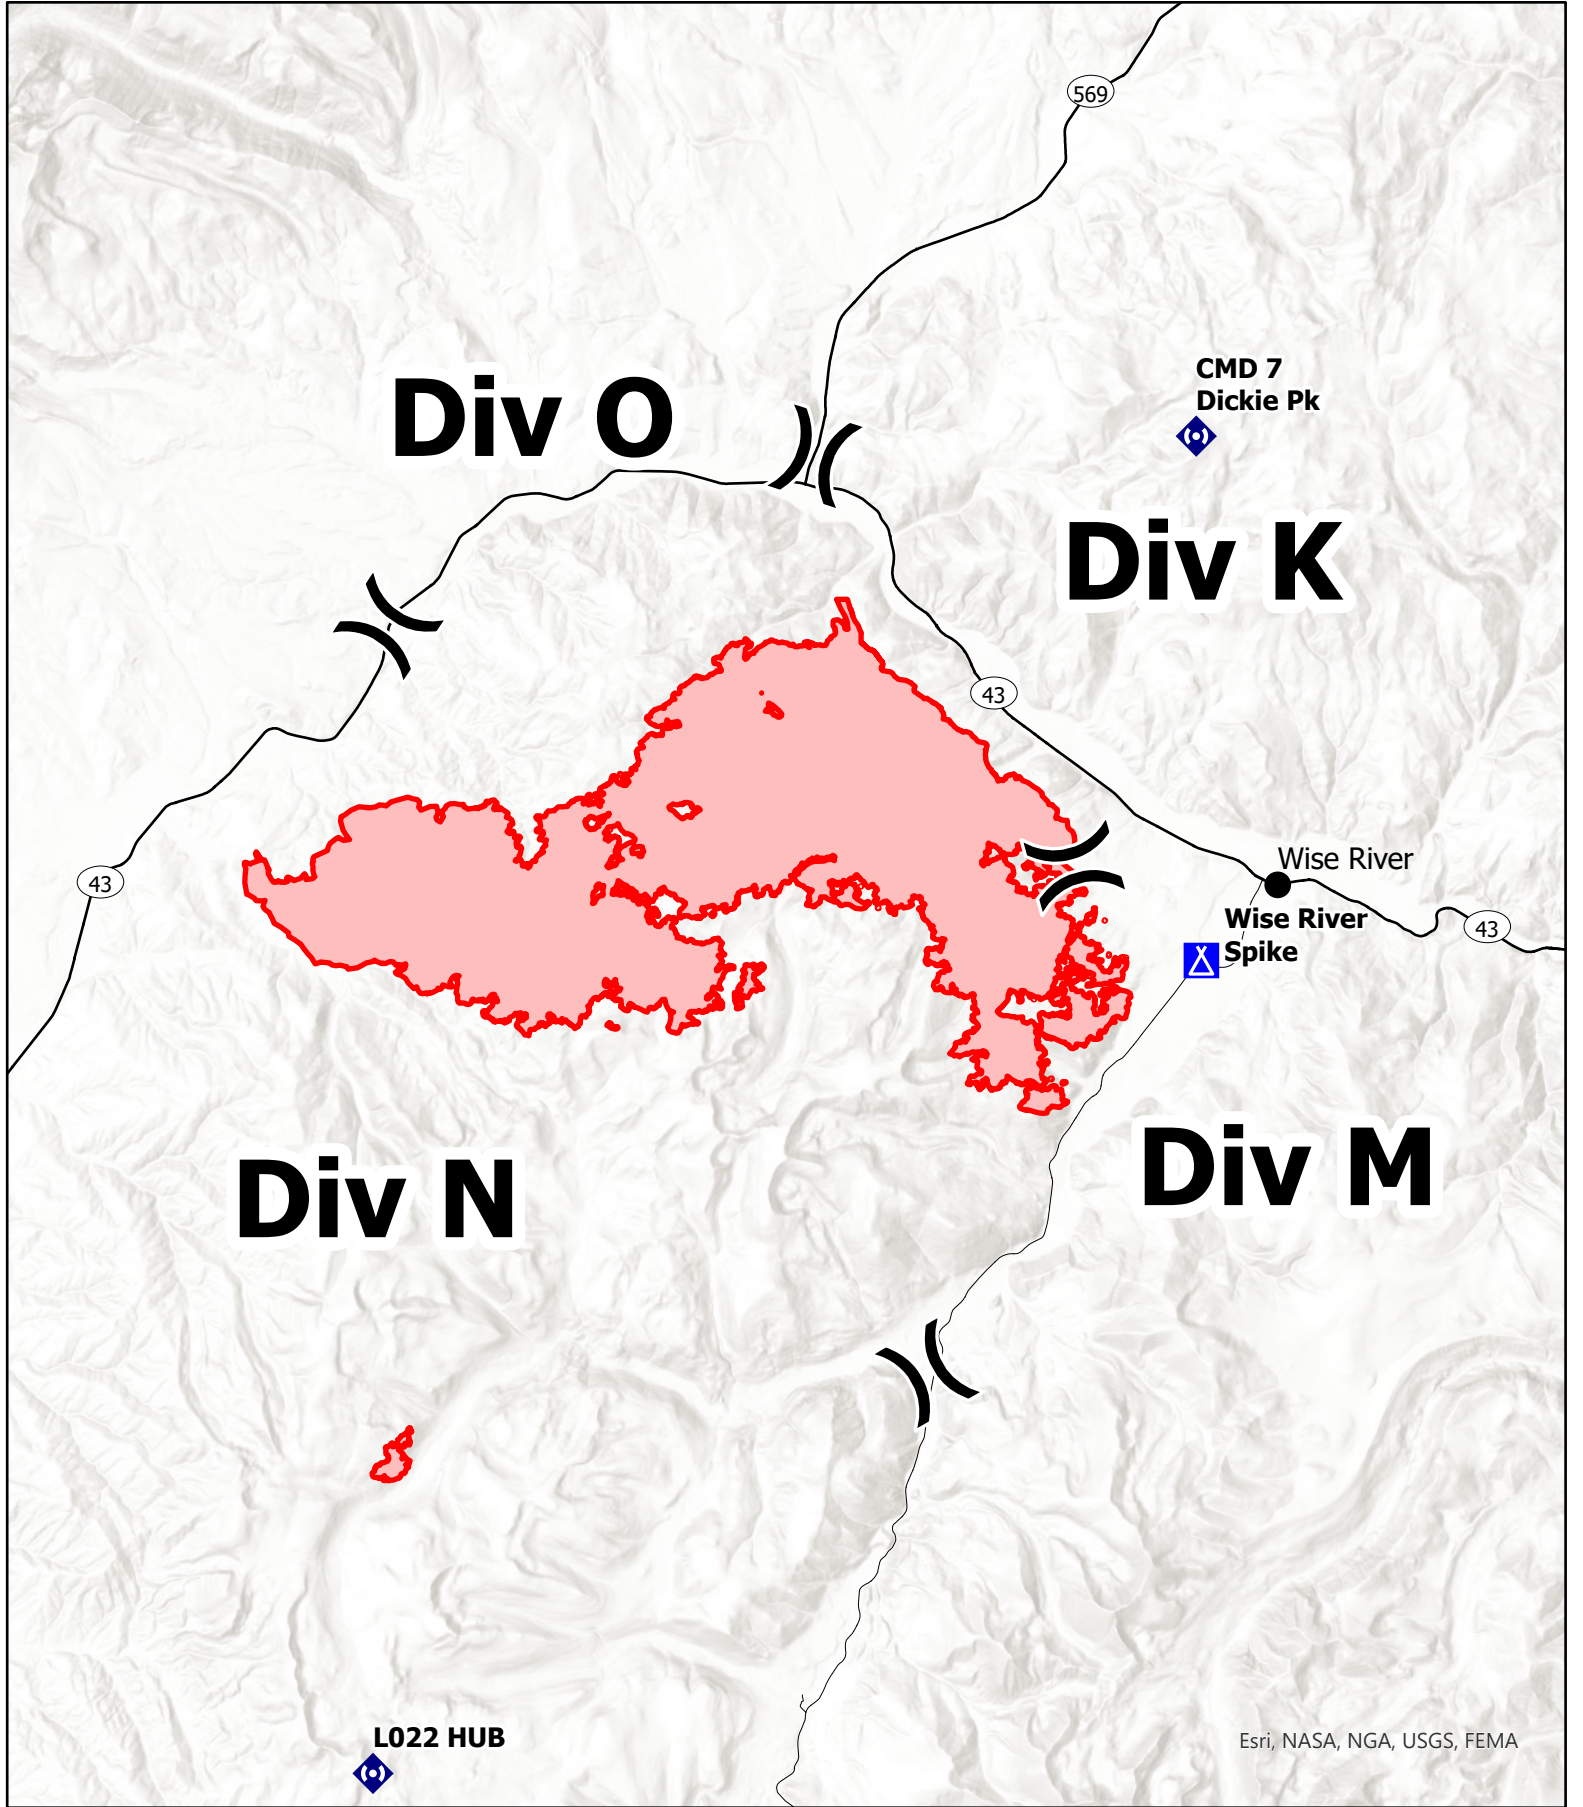 569
CMD 7
Dickie Pk
Div O
Div K
43
Wise River
43
Wise River
Spike
43
Div M
Div N
L022 HUB
Esri, NASA, NGA, USGS, FEMA